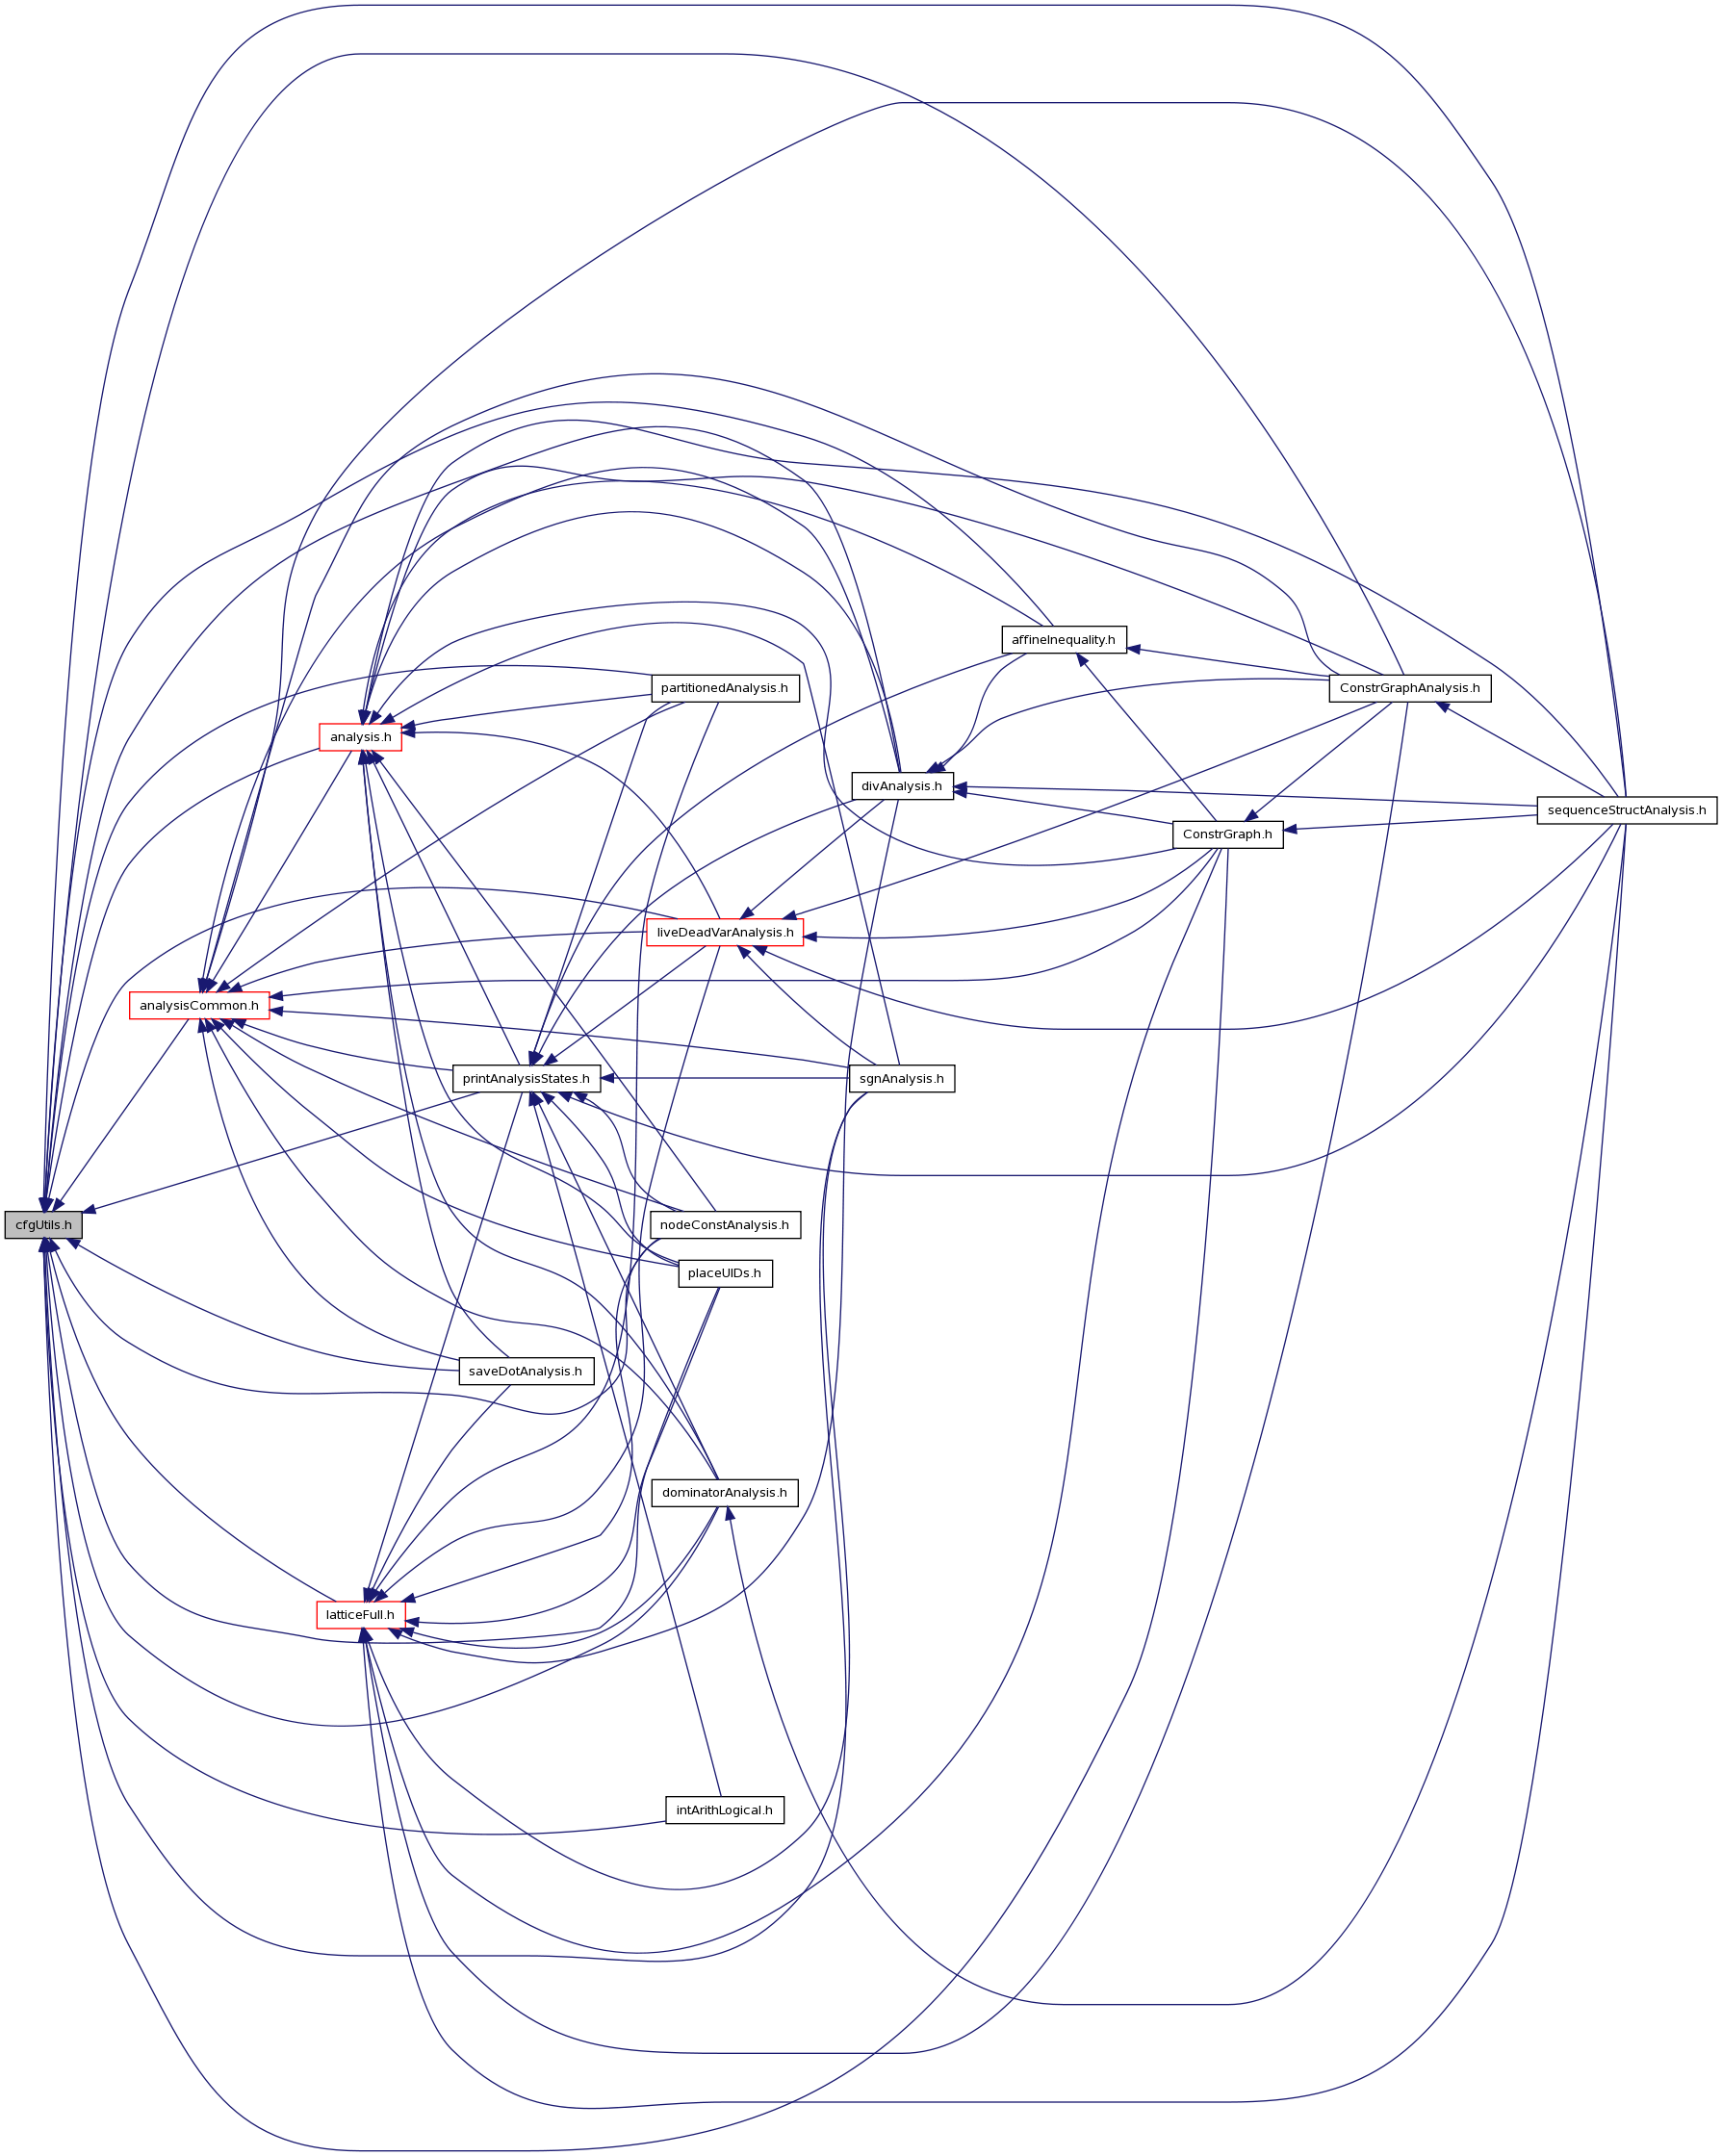 affineInequality.h
partitionedAnalysis.h
ConstrGraphAnalysis.h
analysis.h
divAnalysis.h
sequenceStructAnalysis.h
ConstrGraph.h
liveDeadVarAnalysis.h
analysisCommon.h
printAnalysisStates.h
sgnAnalysis.h
cfgUtils.h
nodeConstAnalysis.h
placeUIDs.h
saveDotAnalysis.h
dominatorAnalysis.h
latticeFull.h
intArithLogical.h